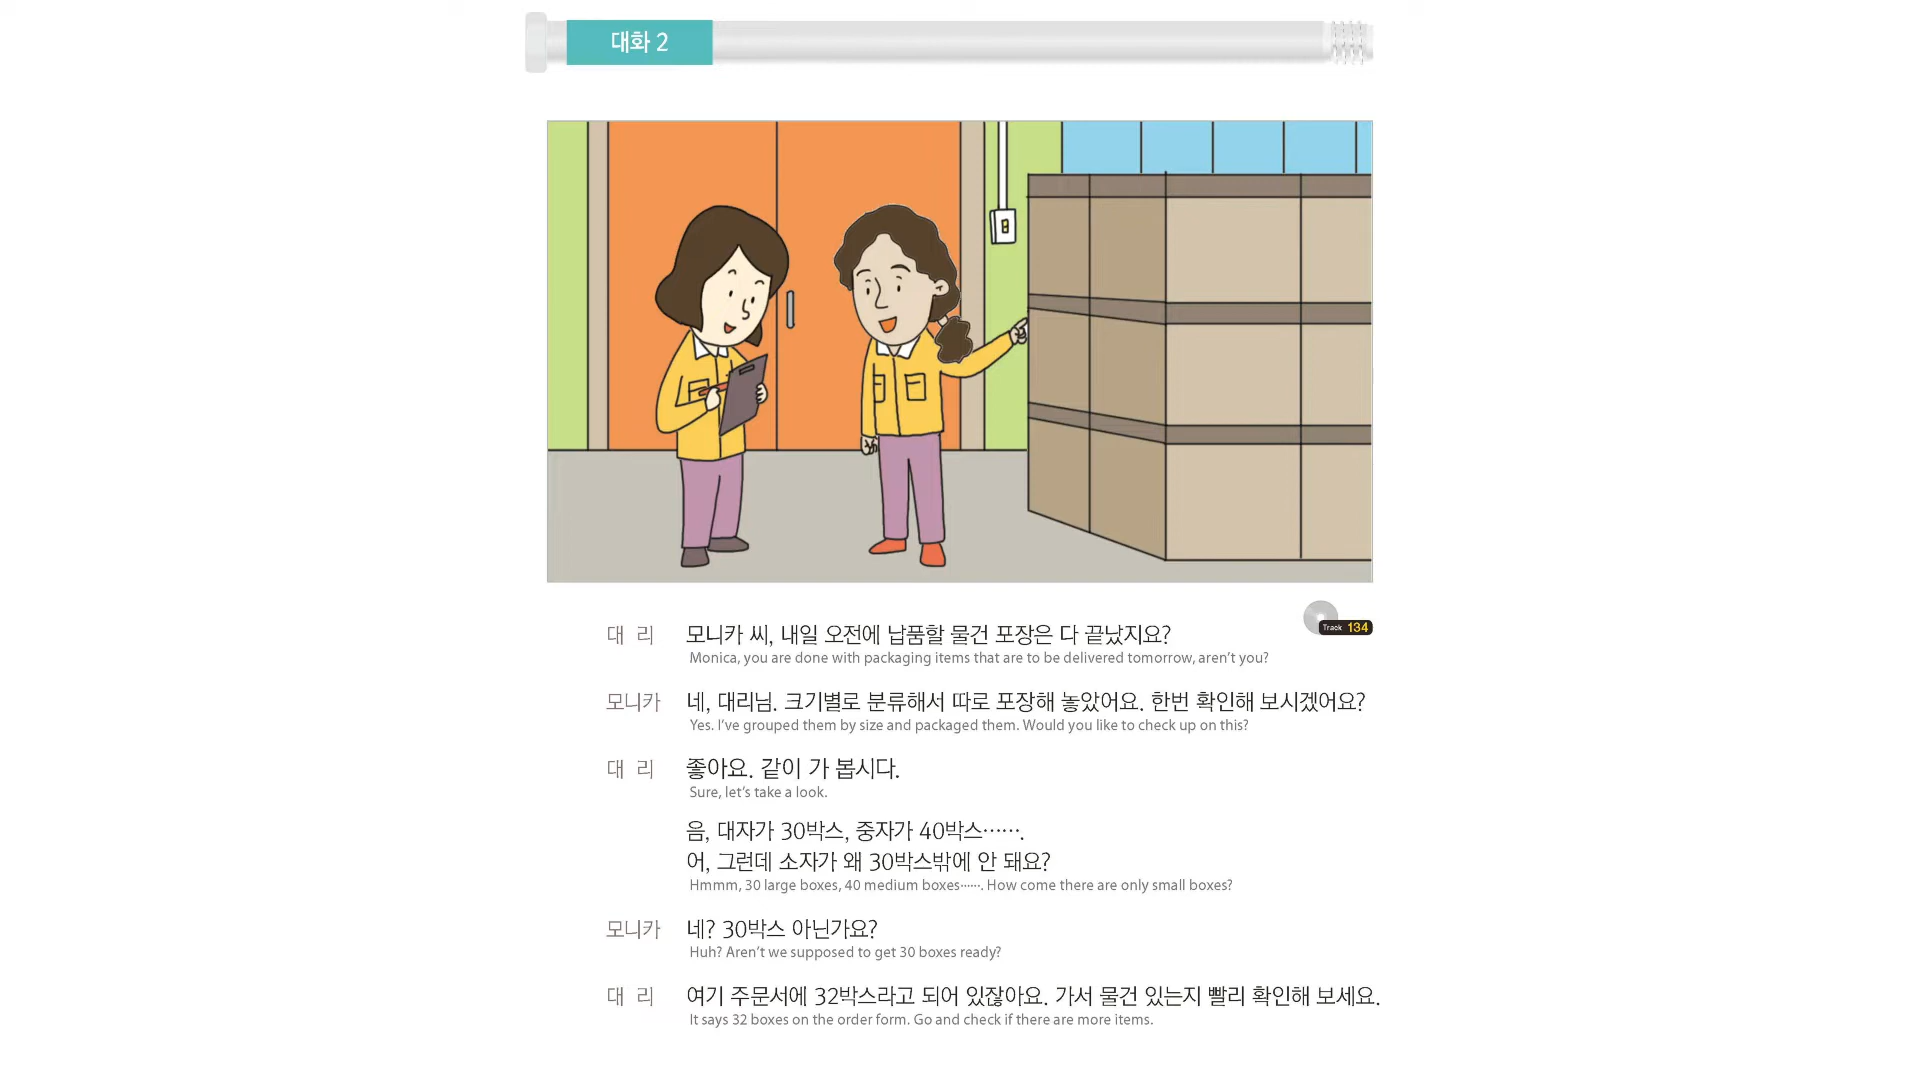 대화 2
Track 134
대 리 모니카 씨, 내일 오전에 납품할 물건 포장은 다 끝났지요?
Monica, you are done with packaging items that are to be delivered tomorrow, aren’t you?
모니카 네, 대리님. 크기별로 분류해서 따로 포장해 놓았어요. 한번 확인해 보시겠어요?
Yes. I’ve grouped them by size and packaged them. Would you like to check up on this?
대 리 좋아요. 같이 가 봅시다.
Sure, let’s take a look.
음, 대자가 30박스, 중자가 40박스…….
어, 그런데 소자가 왜 30박스밖에 안 돼요?
Hmmm, 30 large boxes, 40 medium boxes……. How come there are only small boxes?
모니카 네? 30박스 아닌가요?
Huh? Aren’t we supposed to get 30 boxes ready?
대 리 여기 주문서에 32박스라고 되어 있잖아요. 가서 물건 있는지 빨리 확인해 보세요.
It says 32 boxes on the order form. Go and check if there are more items.